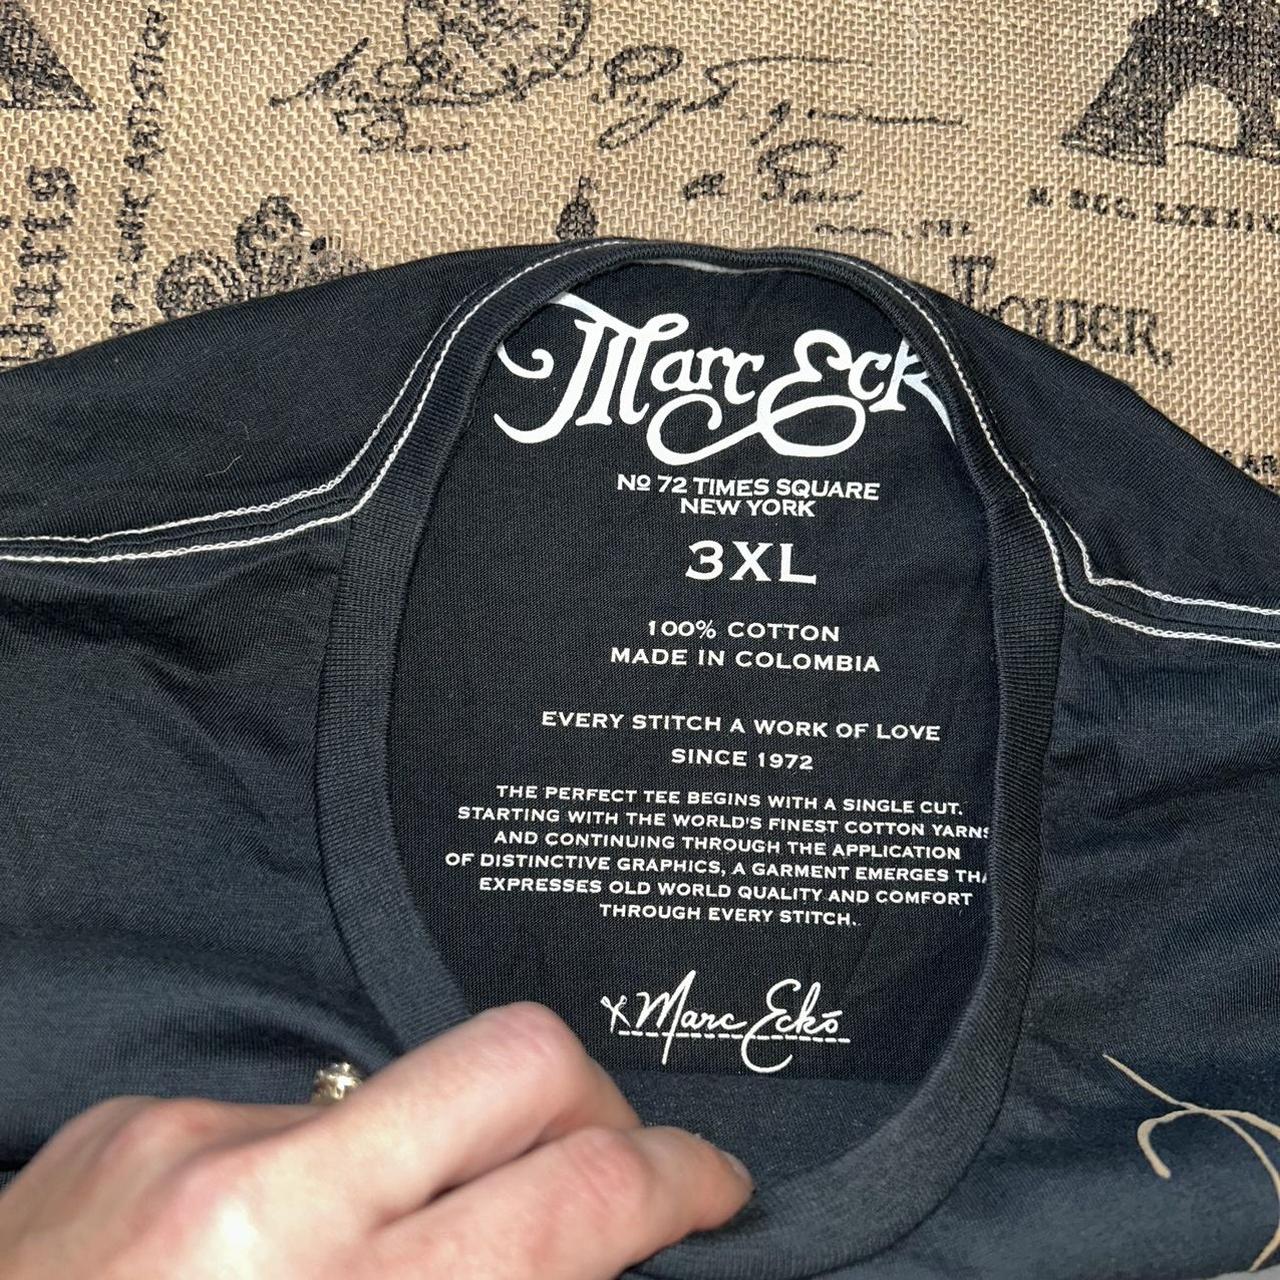 Marc Eck
Nº 72 TIMES SQUARE
NEW YORK
3XL
100% COTTON
MADE IN COLOMBIA
EVERY STITCH A WORK OF LOVE
SINCE 1972
THE PERFECT TEE BEGINS WITH A SINGLE CUT.
STARTING WITH THE WORLD'S FINEST COTTON YARNS
AND CONTINUING THROUGH THE APPLICATION
OF DISTINCTIVE GRAPHICS, A GARMENT EMERGES THA
EXPRESSES OLD WORLD QUALITY AND COMFORT
THROUGH EVERY STITCH.
Marc Eckō
TOWER,